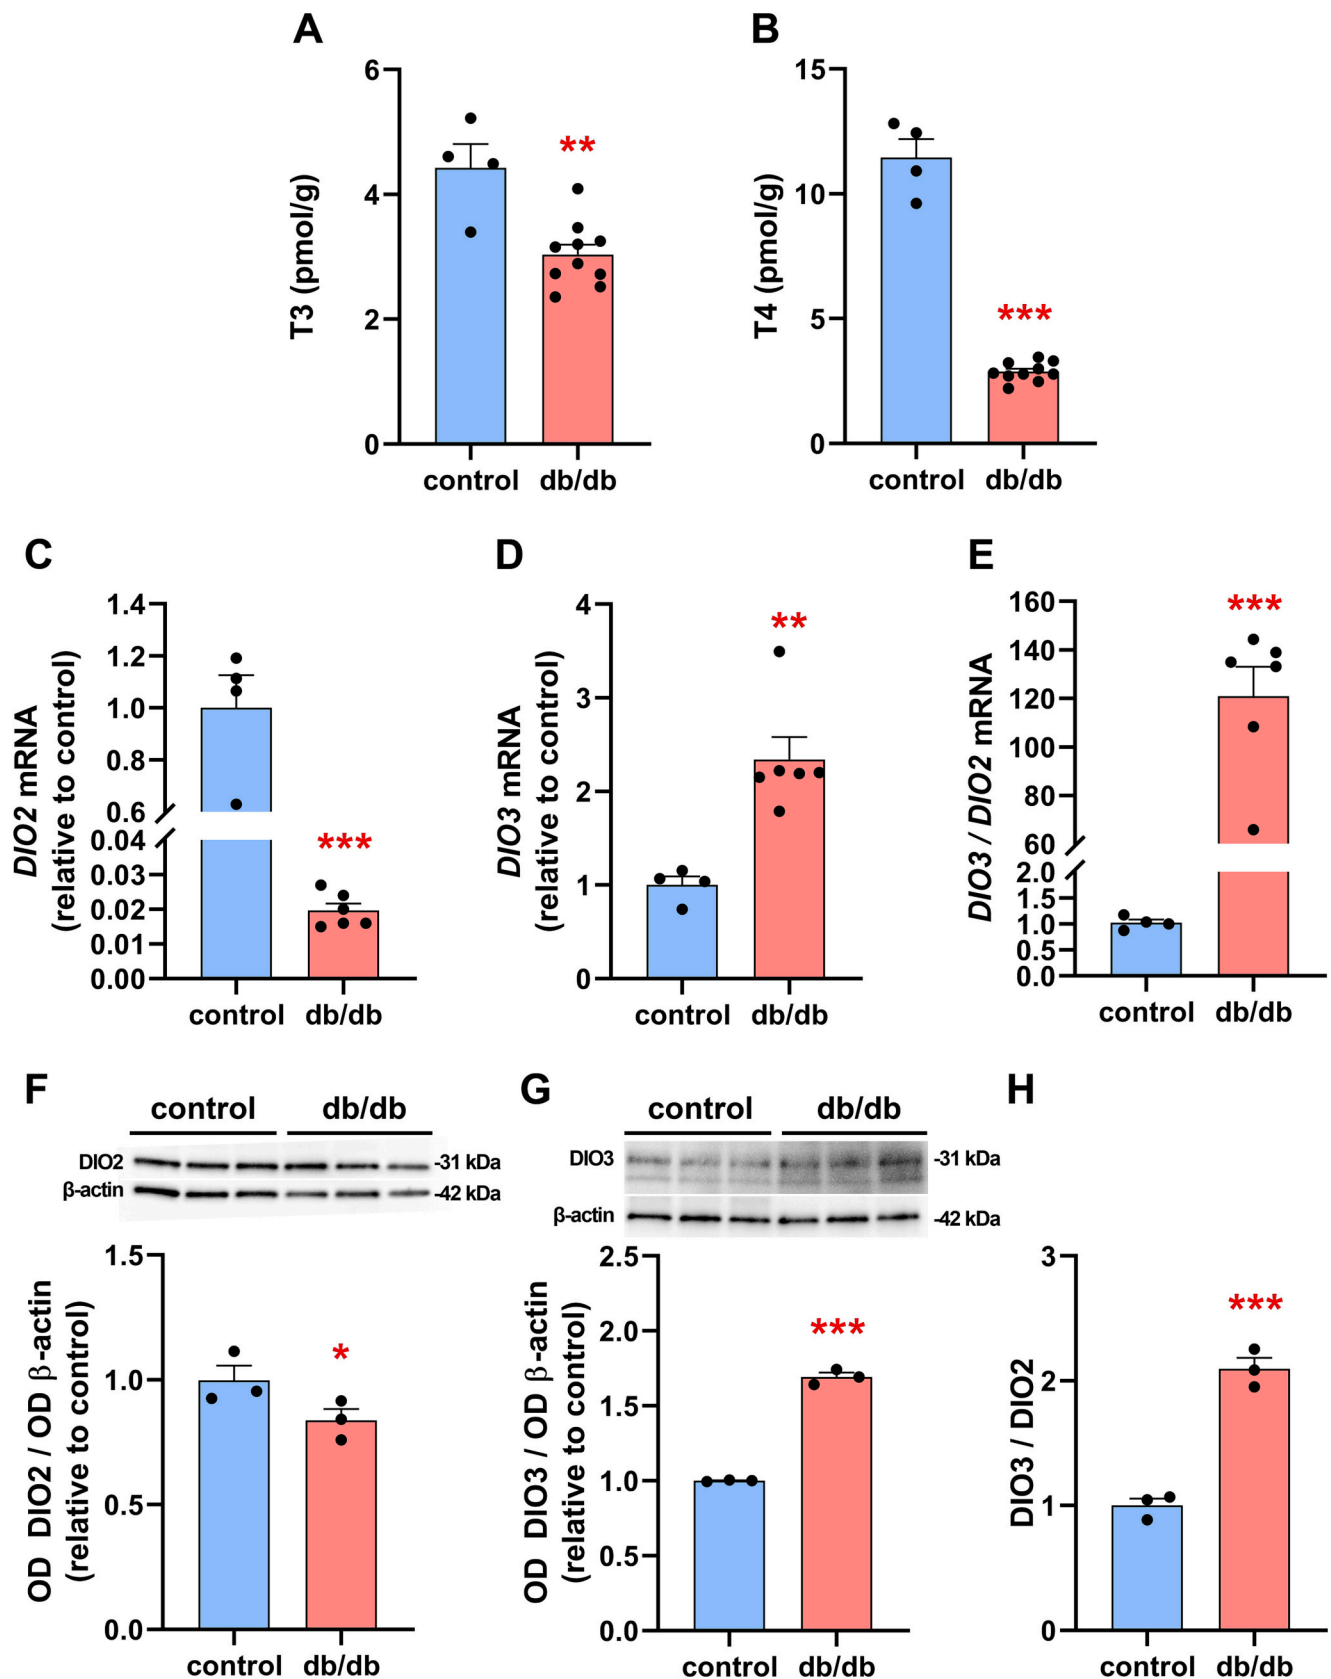 A
B
6
4
2
0
T3 (pmol/g)
**
control
db/db
15
10
5
0
T4 (pmol/g)
***
control
db/db
C
D
E
1.4
1.2
1.0
0.8
0.6
0.04
0.03
0.02
0.01
0.00
DIO2 mRNA
(relative to control)
***
control
db/db
4
3
2
1
0
DIO3 mRNA
(relative to control)
**
control
db/db
160
140
120
100
80
60
2.0
1.5
1.0
0.5
0.0
DIO3 / DIO2 mRNA
***
control
db/db
F
control
db/db
DIO2
-31 kDa
β-actin
-42 kDa
1.5
1.0
0.5
0.0
OD DIO2 / OD β-actin
(relative to control)
*
control
db/db
G
control
db/db
DIO3
-31 kDa
β-actin
-42 kDa
2.5
2.0
1.5
1.0
0.5
0.0
OD DIO3 / OD β-actin
(relative to control)
***
control
db/db
H
3
2
1
0
DIO3 / DIO2
***
control
db/db